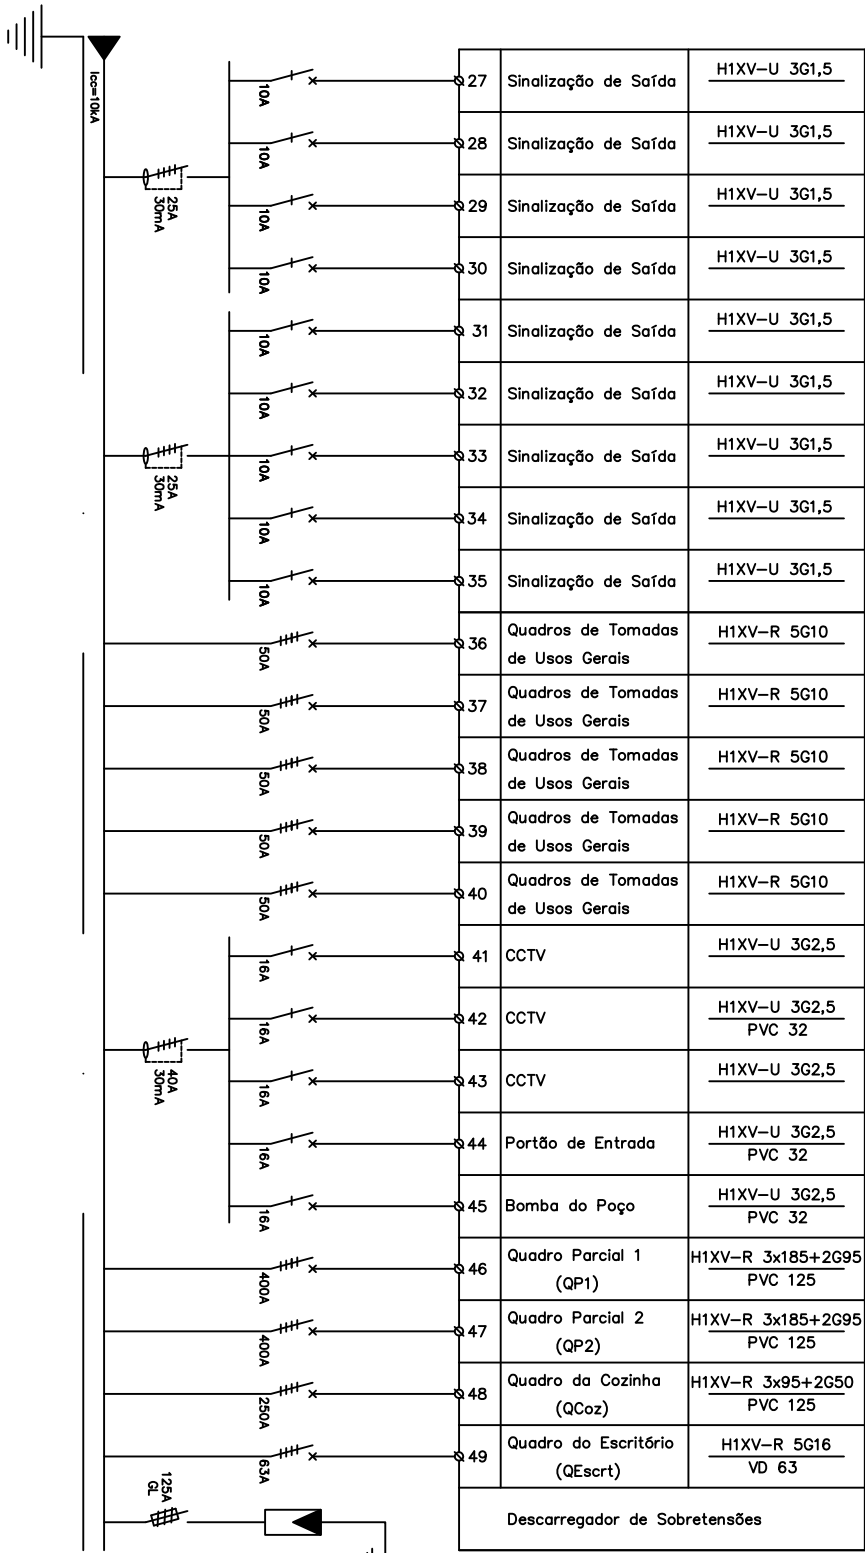 Icc=10kA
10A
27
Sinalização de Saída
H1XV-U 3G1,5
10A
28
Sinalização de Saída
H1XV-U 3G1,5
25A
30mA
10A
29
Sinalização de Saída
H1XV-U 3G1,5
10A
30
Sinalização de Saída
H1XV-U 3G1,5
10A
31
Sinalização de Saída
H1XV-U 3G1,5
10A
32
Sinalização de Saída
H1XV-U 3G1,5
25A
30mA
10A
33
Sinalização de Saída
H1XV-U 3G1,5
10A
34
Sinalização de Saída
H1XV-U 3G1,5
10A
35
Sinalização de Saída
H1XV-U 3G1,5
50A
36
Quadros de Tomadas
de Usos Gerais
H1XV-R 5G10
50A
37
Quadros de Tomadas
de Usos Gerais
H1XV-R 5G10
50A
38
Quadros de Tomadas
de Usos Gerais
H1XV-R 5G10
50A
39
Quadros de Tomadas
de Usos Gerais
H1XV-R 5G10
50A
40
Quadros de Tomadas
de Usos Gerais
H1XV-R 5G10
16A
41
CCTV
H1XV-U 3G2,5
16A
42
CCTV
H1XV-U 3G2,5
PVC 32
40A
30mA
16A
43
CCTV
H1XV-U 3G2,5
16A
44
Portão de Entrada
H1XV-U 3G2,5
PVC 32
16A
45
Bomba do Poço
H1XV-U 3G2,5
PVC 32
400A
46
Quadro Parcial 1
(QP1)
H1XV-R 3x185+2G95
PVC 125
400A
47
Quadro Parcial 2
(QP2)
H1XV-R 3x185+2G95
PVC 125
250A
48
Quadro da Cozinha
(QCoz)
H1XV-R 3x95+2G50
PVC 125
63A
49
Quadro do Escritório
(QEscrt)
H1XV-R 5G16
VD 63
125A
GL
Descarregador de Sobretensões